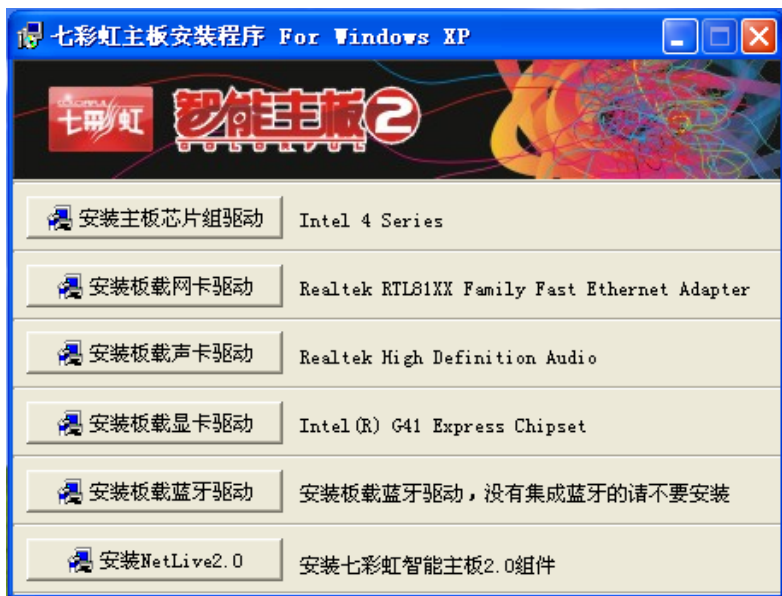 七彩虹主板安装程序 For Windows XP
COLORFUL
七彩虹
智能主板2
COLORFUL
安装主板芯片组驱动 Intel 4 Series
安装板载网卡驱动 Realtek RTL81XX Family Fast Ethernet Adapter
安装板载声卡驱动 Realtek High Definition Audio
安装板载显卡驱动 Intel(R) G41 Express Chipset
安装板载蓝牙驱动 安装板载蓝牙驱动，没有集成蓝牙的请不要安装
安装NetLive2.0 安装七彩虹智能主板2.0组件